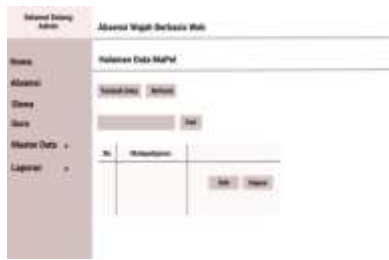 Selamat Datang
Admin
Absensi Wajah Berbasis Web
Home
Halaman Data MaPel
Absensi
Tambah Data Refresh
Siswa
Guru
Cari
Master Data
No Matapelajaran
Laporan
Edit Hapus